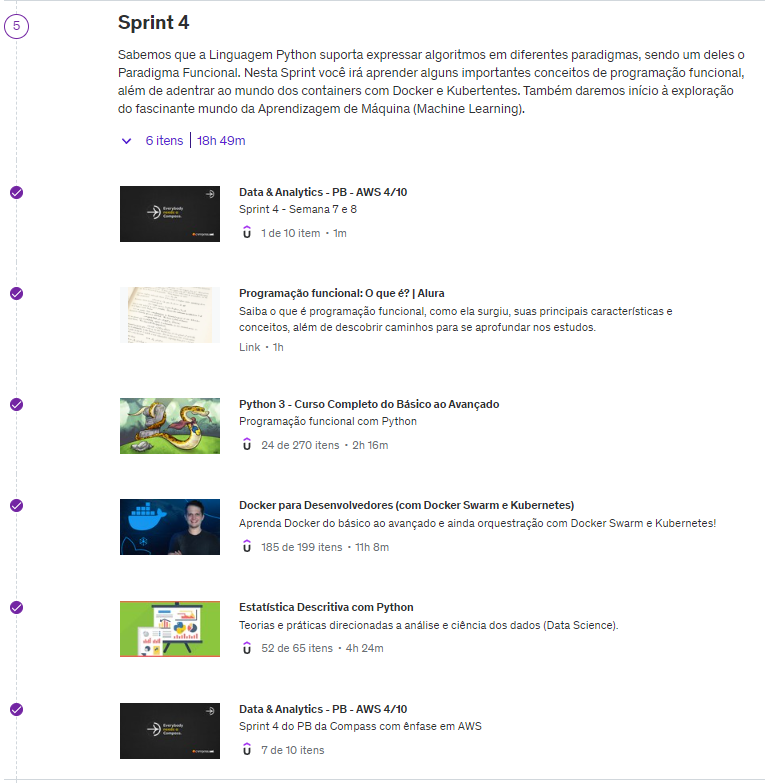 5
Sprint 4
Sabemos que a Linguagem Python suporta expressar algoritmos em diferentes paradigmas, sendo um deles o
Paradigma Funcional. Nesta Sprint você irá aprender alguns importantes conceitos de programação funcional,
além de adentrar ao mundo dos containers com Docker e Kubertentes. Também daremos início à exploração
do fascinante mundo da Aprendizagem de Máquina (Machine Learning).
6 itens | 18h 49m
Data & Analytics - PB - AWS 4/10
Sprint 4 - Semana 7 e 8
1 de 10 item • 1m
Everybody
needs a
Compass.
Programação funcional: O que é? | Alura
Saiba o que é programação funcional, como ela surgiu, suas principais características e
conceitos, além de descobrir caminhos para se aprofundar nos estudos.
Link • 1h
Python 3 - Curso Completo do Básico ao Avançado
Programação funcional com Python
24 de 270 itens • 2h 16m
Docker para Desenvolvedores (com Docker Swarm e Kubernetes)
Aprenda Docker do básico ao avançado e ainda orquestração com Docker Swarm e Kubernetes!
185 de 199 itens • 11h 8m
Estatística Descritiva com Python
Teorias e práticas direcionadas a análise e ciência dos dados (Data Science).
52 de 65 itens • 4h 24m
Data & Analytics - PB - AWS 4/10
Sprint 4 do PB da Compass com ênfase em AWS
7 de 10 itens
Everybody
needs a
Compass.